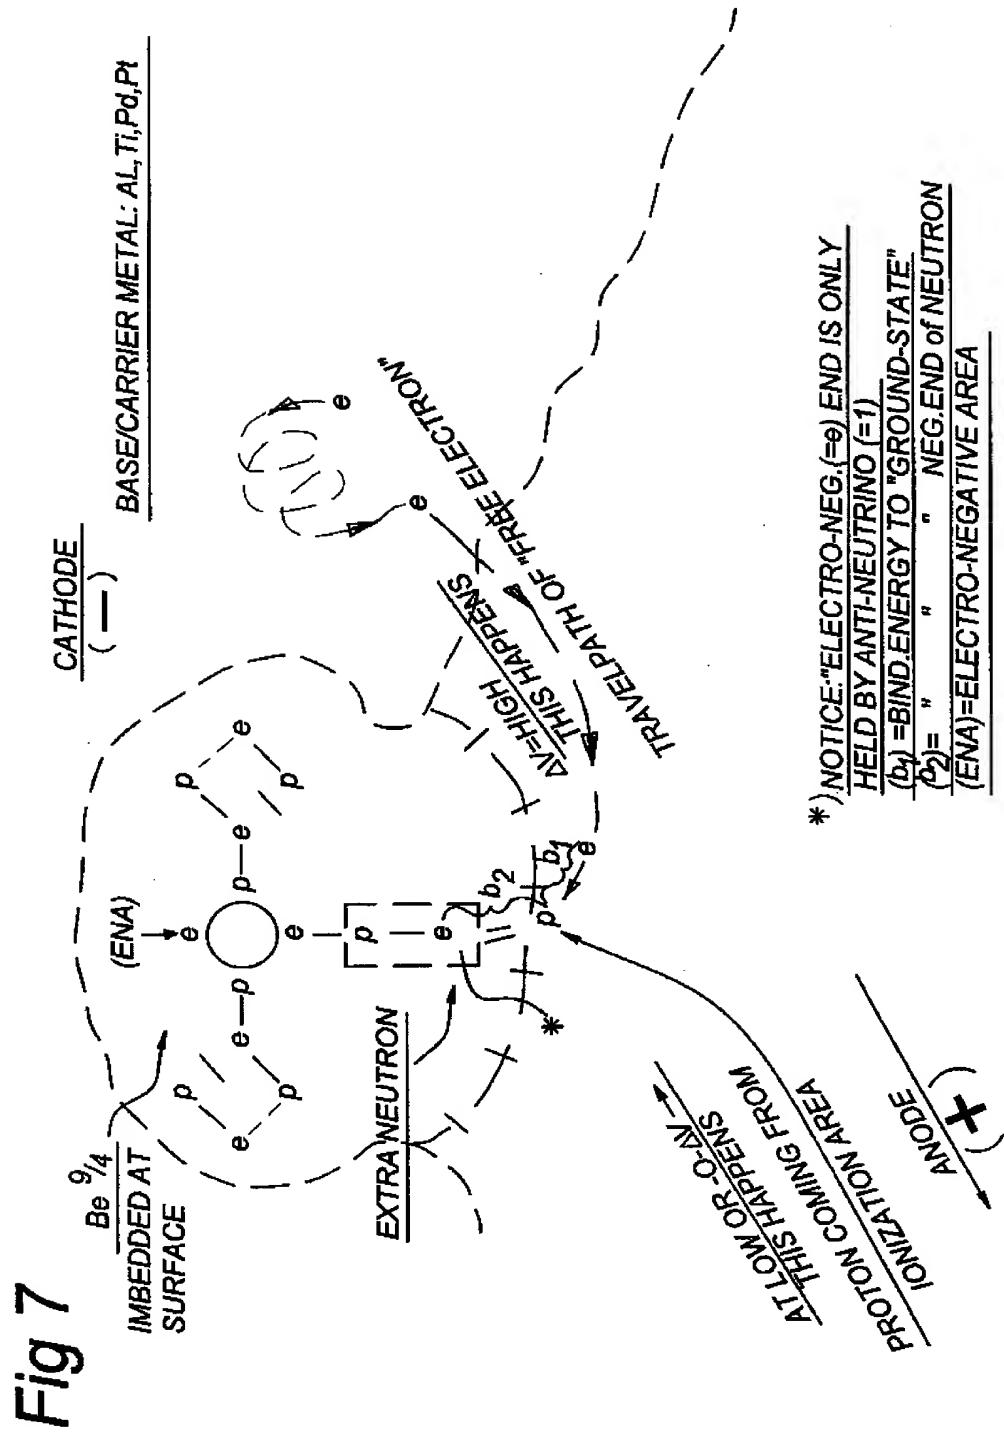 Fig 7
CATHODE
(—)
BASE/CARRIER METAL: AL,Ti,Pd,Pt
Be 9/4
IMBEDDED AT
SURFACE
(ENA)
e
p
e
p
e—p
p—e
p
e
p
e
e
p
e
EXTRA NEUTRON
*
p
b2
b1
e
e
e
ΔV=HIGH
THIS HAPPENS
TRAVELPATH OF "FREE ELECTRON"
AT LOW OR -O-ΔV
THIS HAPPENS
PROTON COMING FROM
IONIZATION AREA
ANODE
(+)
*) NOTICE:"ELECTRO-NEG.(=e) END IS ONLY
HELD BY ANTI-NEUTRINO (=1)
(b1) =BIND.ENERGY TO "GROUND-STATE"
(b2)= " " " NEG.END of NEUTRON
(ENA)=ELECTRO-NEGATIVE AREA